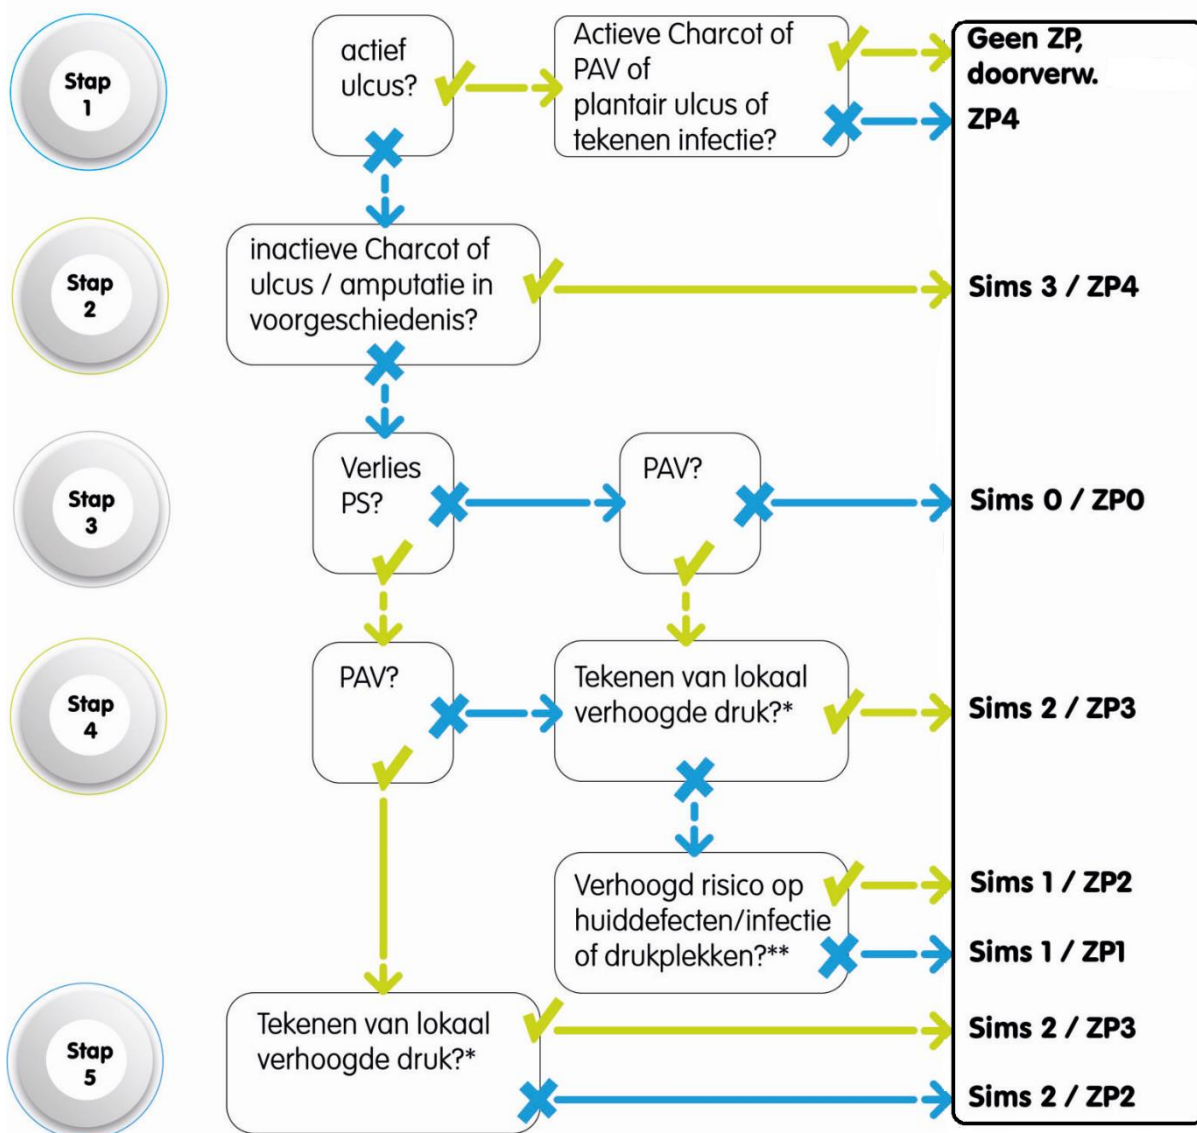 Stap
1
actief
ulcus?
Actieve Charcot of
PAV of
plantair ulcus of
tekenen infectie?
Geen ZP,
doorverw.
ZP4
Stap
2
inactieve Charcot of
ulcus / amputatie in
voorgeschiedenis?
Sims 3 / ZP4
Stap
3
Verlies
PS?
PAV?
Sims 0 / ZP0
Stap
4
PAV?
Tekenen van lokaal
verhoogde druk?*
Sims 2 / ZP3
Verhoogd risico op
huiddefecten/infectie
of drukplekken?**
Sims 1 / ZP2
Sims 1 / ZP1
Stap
5
Tekenen van lokaal
verhoogde druk?*
Sims 2 / ZP3
Sims 2 / ZP2